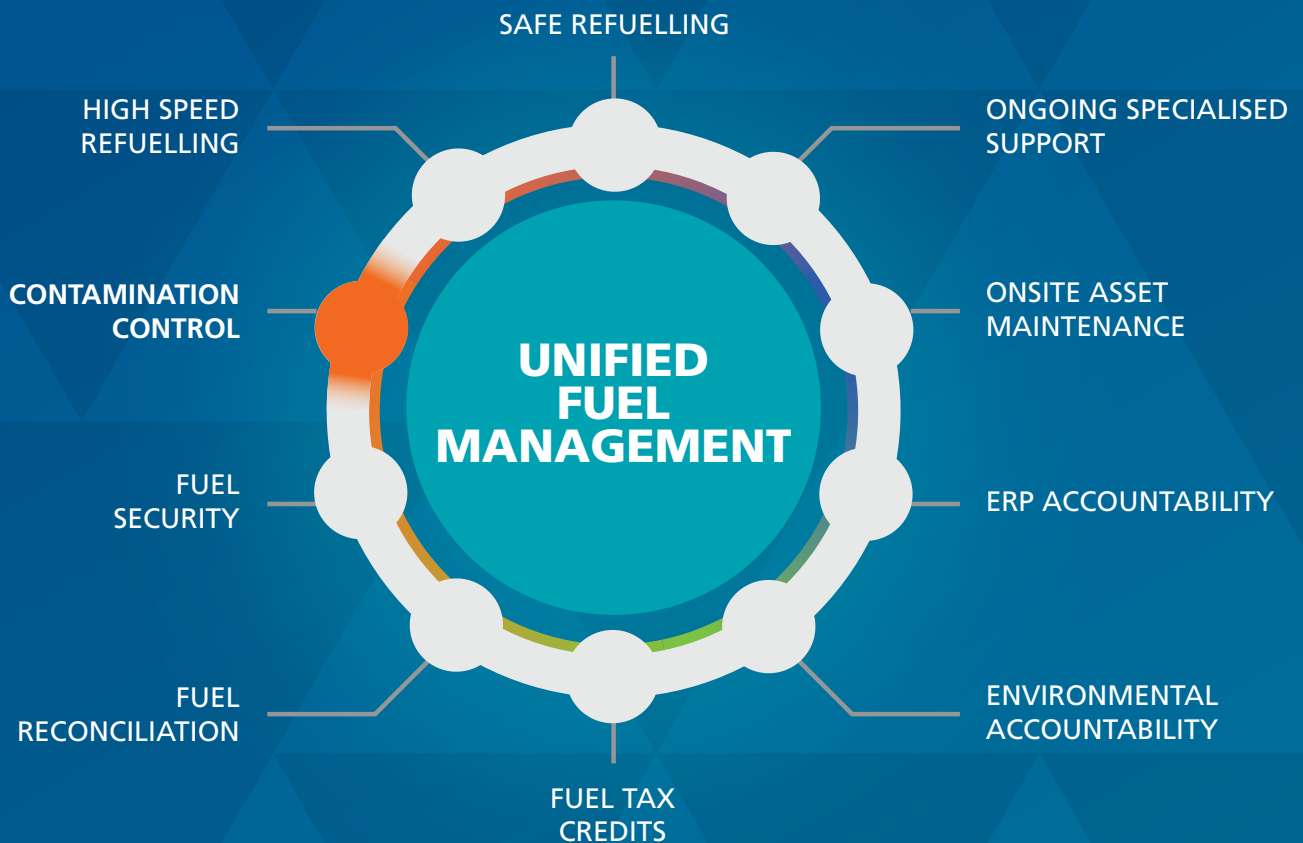 SAFE REFUELLING
HIGH SPEED
REFUELLING
ONGOING SPECIALISED
SUPPORT
CONTAMINATION
CONTROL
ONSITE ASSET
MAINTENANCE
UNIFIED
FUEL
MANAGEMENT
FUEL
SECURITY
ERP ACCOUNTABILITY
FUEL
RECONCILIATION
ENVIRONMENTAL
ACCOUNTABILITY
FUEL TAX
CREDITS